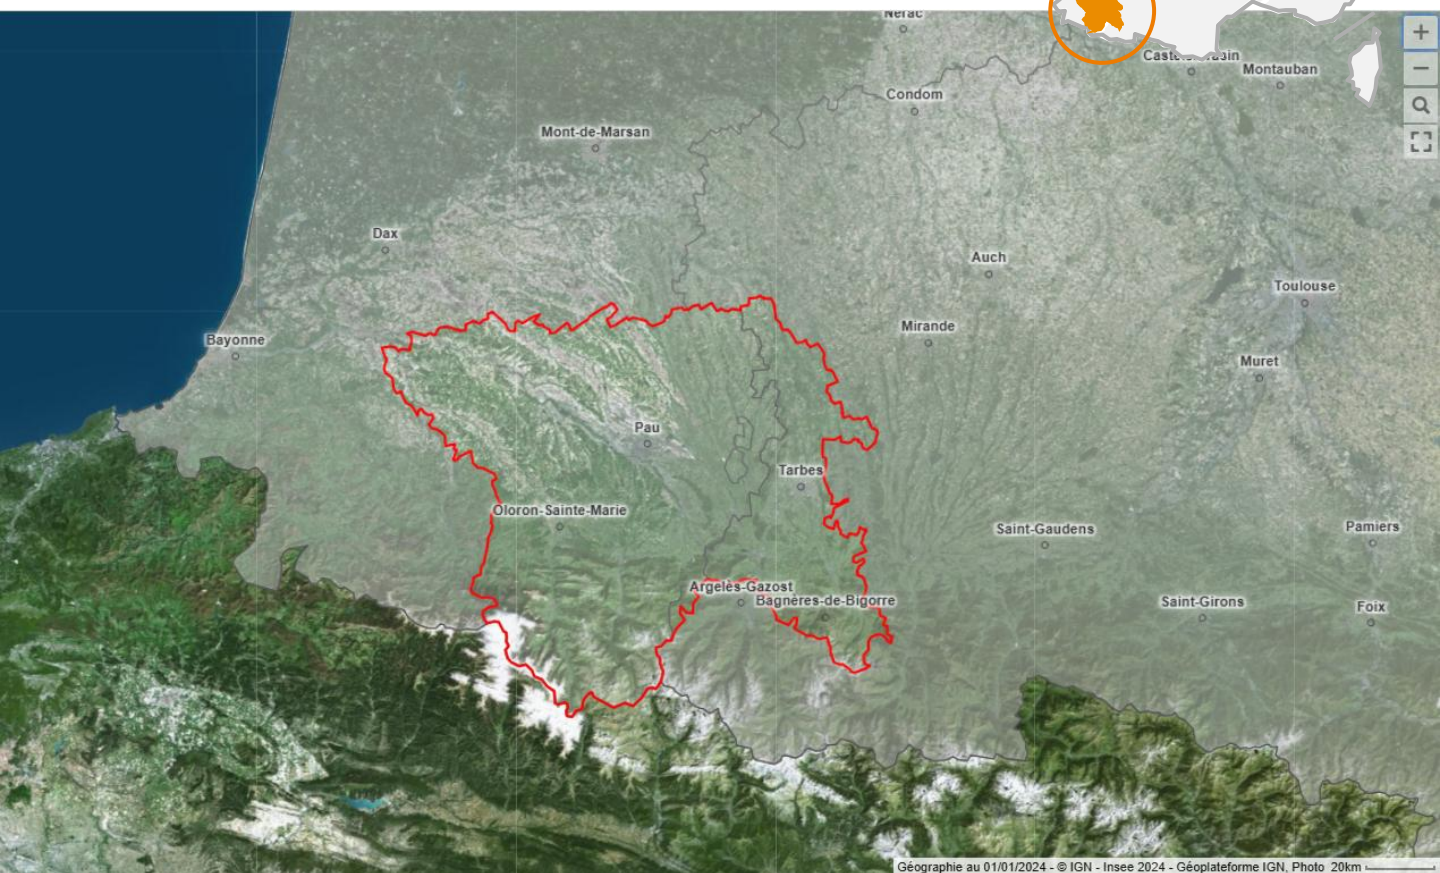 Nérac
Castelsarrasin
Montauban
Condom
Mont-de-Marsan
Dax
Auch
Toulouse
Mirande
Bayonne
Muret
Pau
Tarbes
Oloron-Sainte-Marie
Saint-Gaudens
Pamiers
Argelès-Gazost
Bagnères-de-Bigorre
Saint-Girons
Foix
Géographie au 01/01/2024 - © IGN - Insee 2024 - Géoplateforme IGN, Photo 20km